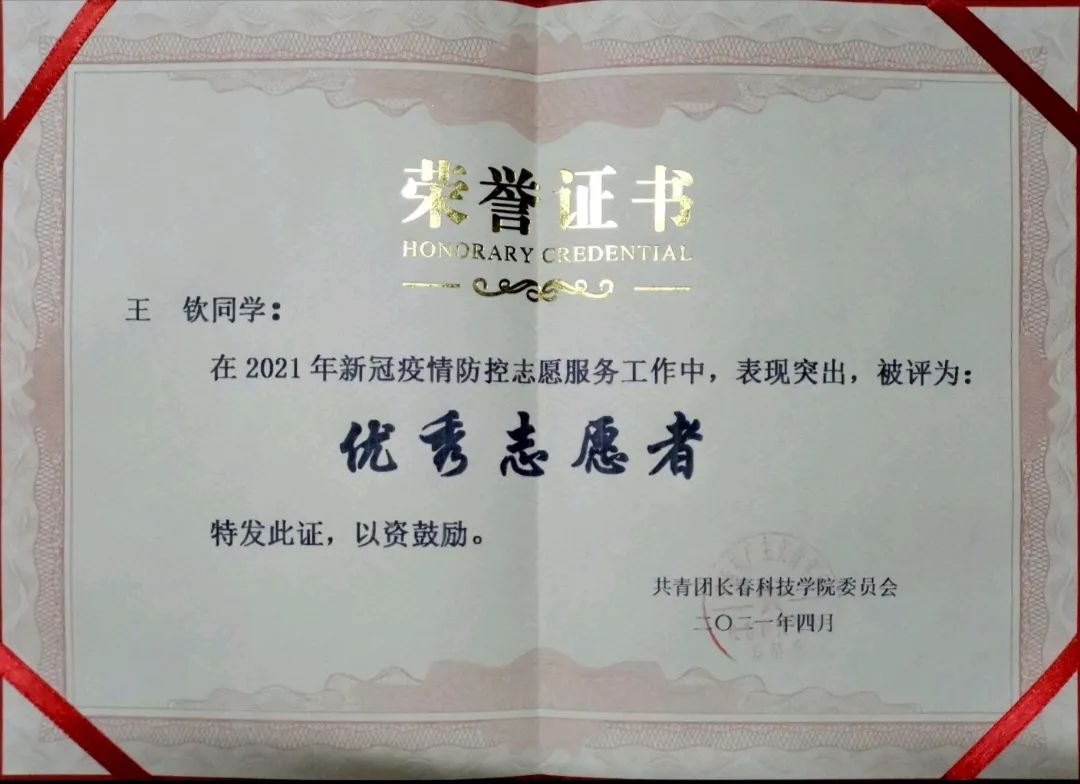 荣誉证书
HONORARY CREDENTIAL
王 钦同学：
在2021年新冠疫情防控志愿服务工作中，表现突出，被评为：
优秀志愿者
特发此证，以资鼓励。
共青团长春科技学院委员会
二〇二一年四月